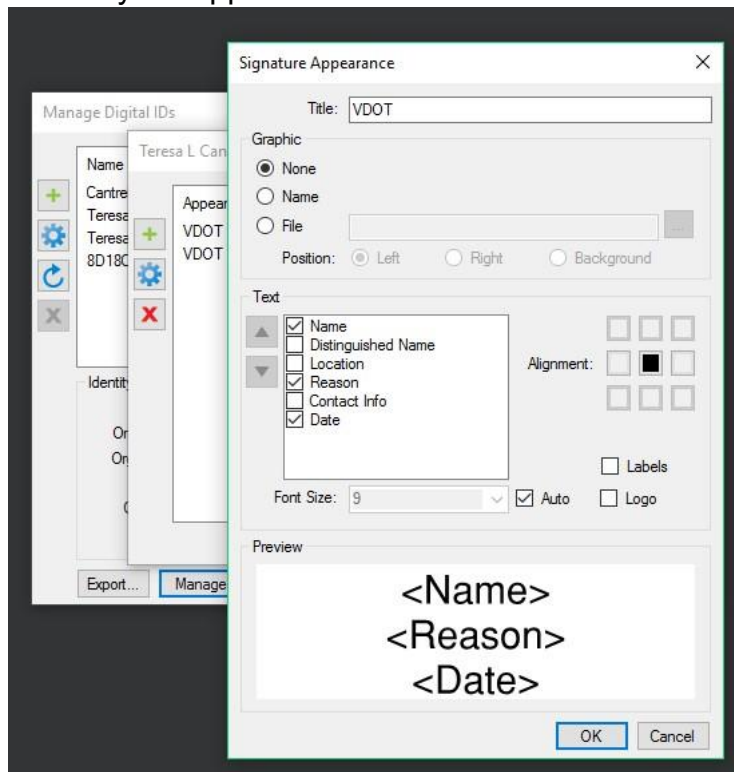 Signature Appearance
Title: VDOT
Graphic
None
Name
File
...
Position: Left Right Background
Text
Name
Distinguished Name
Location
Reason
Contact Info
Date
Alignment:
Labels
Font Size: 9 Auto Logo
Preview
<Name>
<Reason>
<Date>
OK Cancel
Manage Digital IDs
Name
Cantre
Teresa
Teresa
8D18C
Identity
Or
Export... Manage
Teresa L Can
Appear
VDOT
VDOT